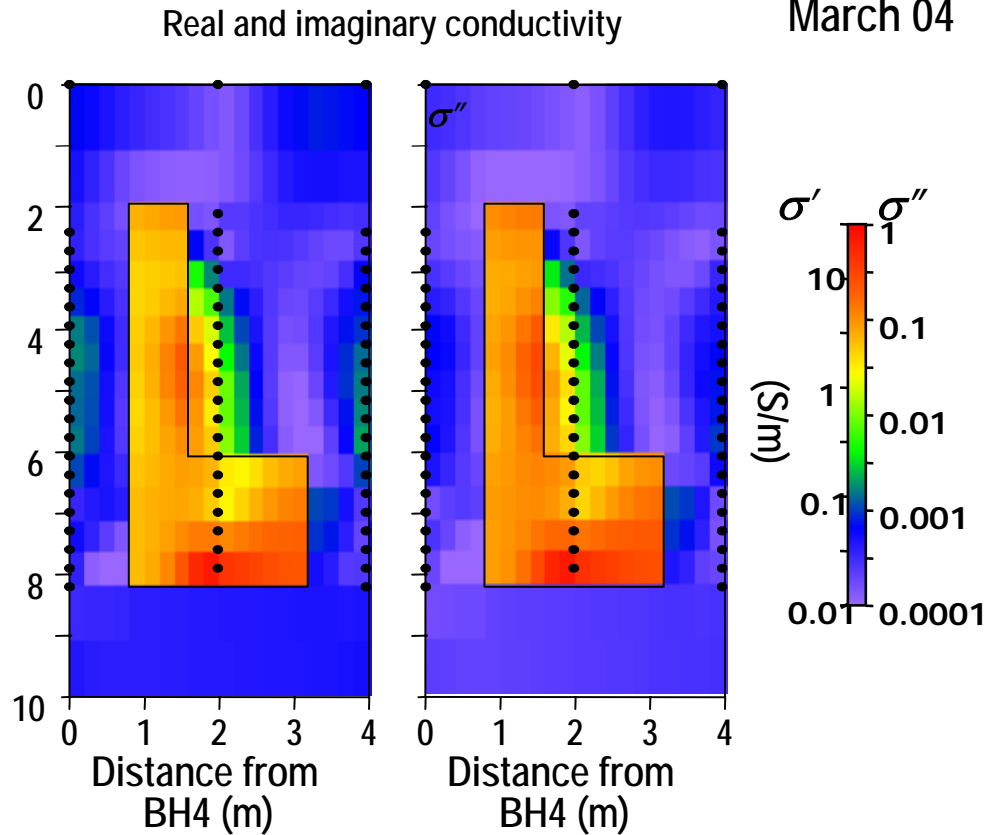 Real and imaginary conductivity
March 04
σ″
0
2
4
6
8
10
0 1 2 3 4
0 1 2 3 4
Distance from
BH4 (m)
Distance from
BH4 (m)
σ′ σ″
1
10
0.1
1
0.01
0.1
0.001
0.01
0.0001
(S/m)